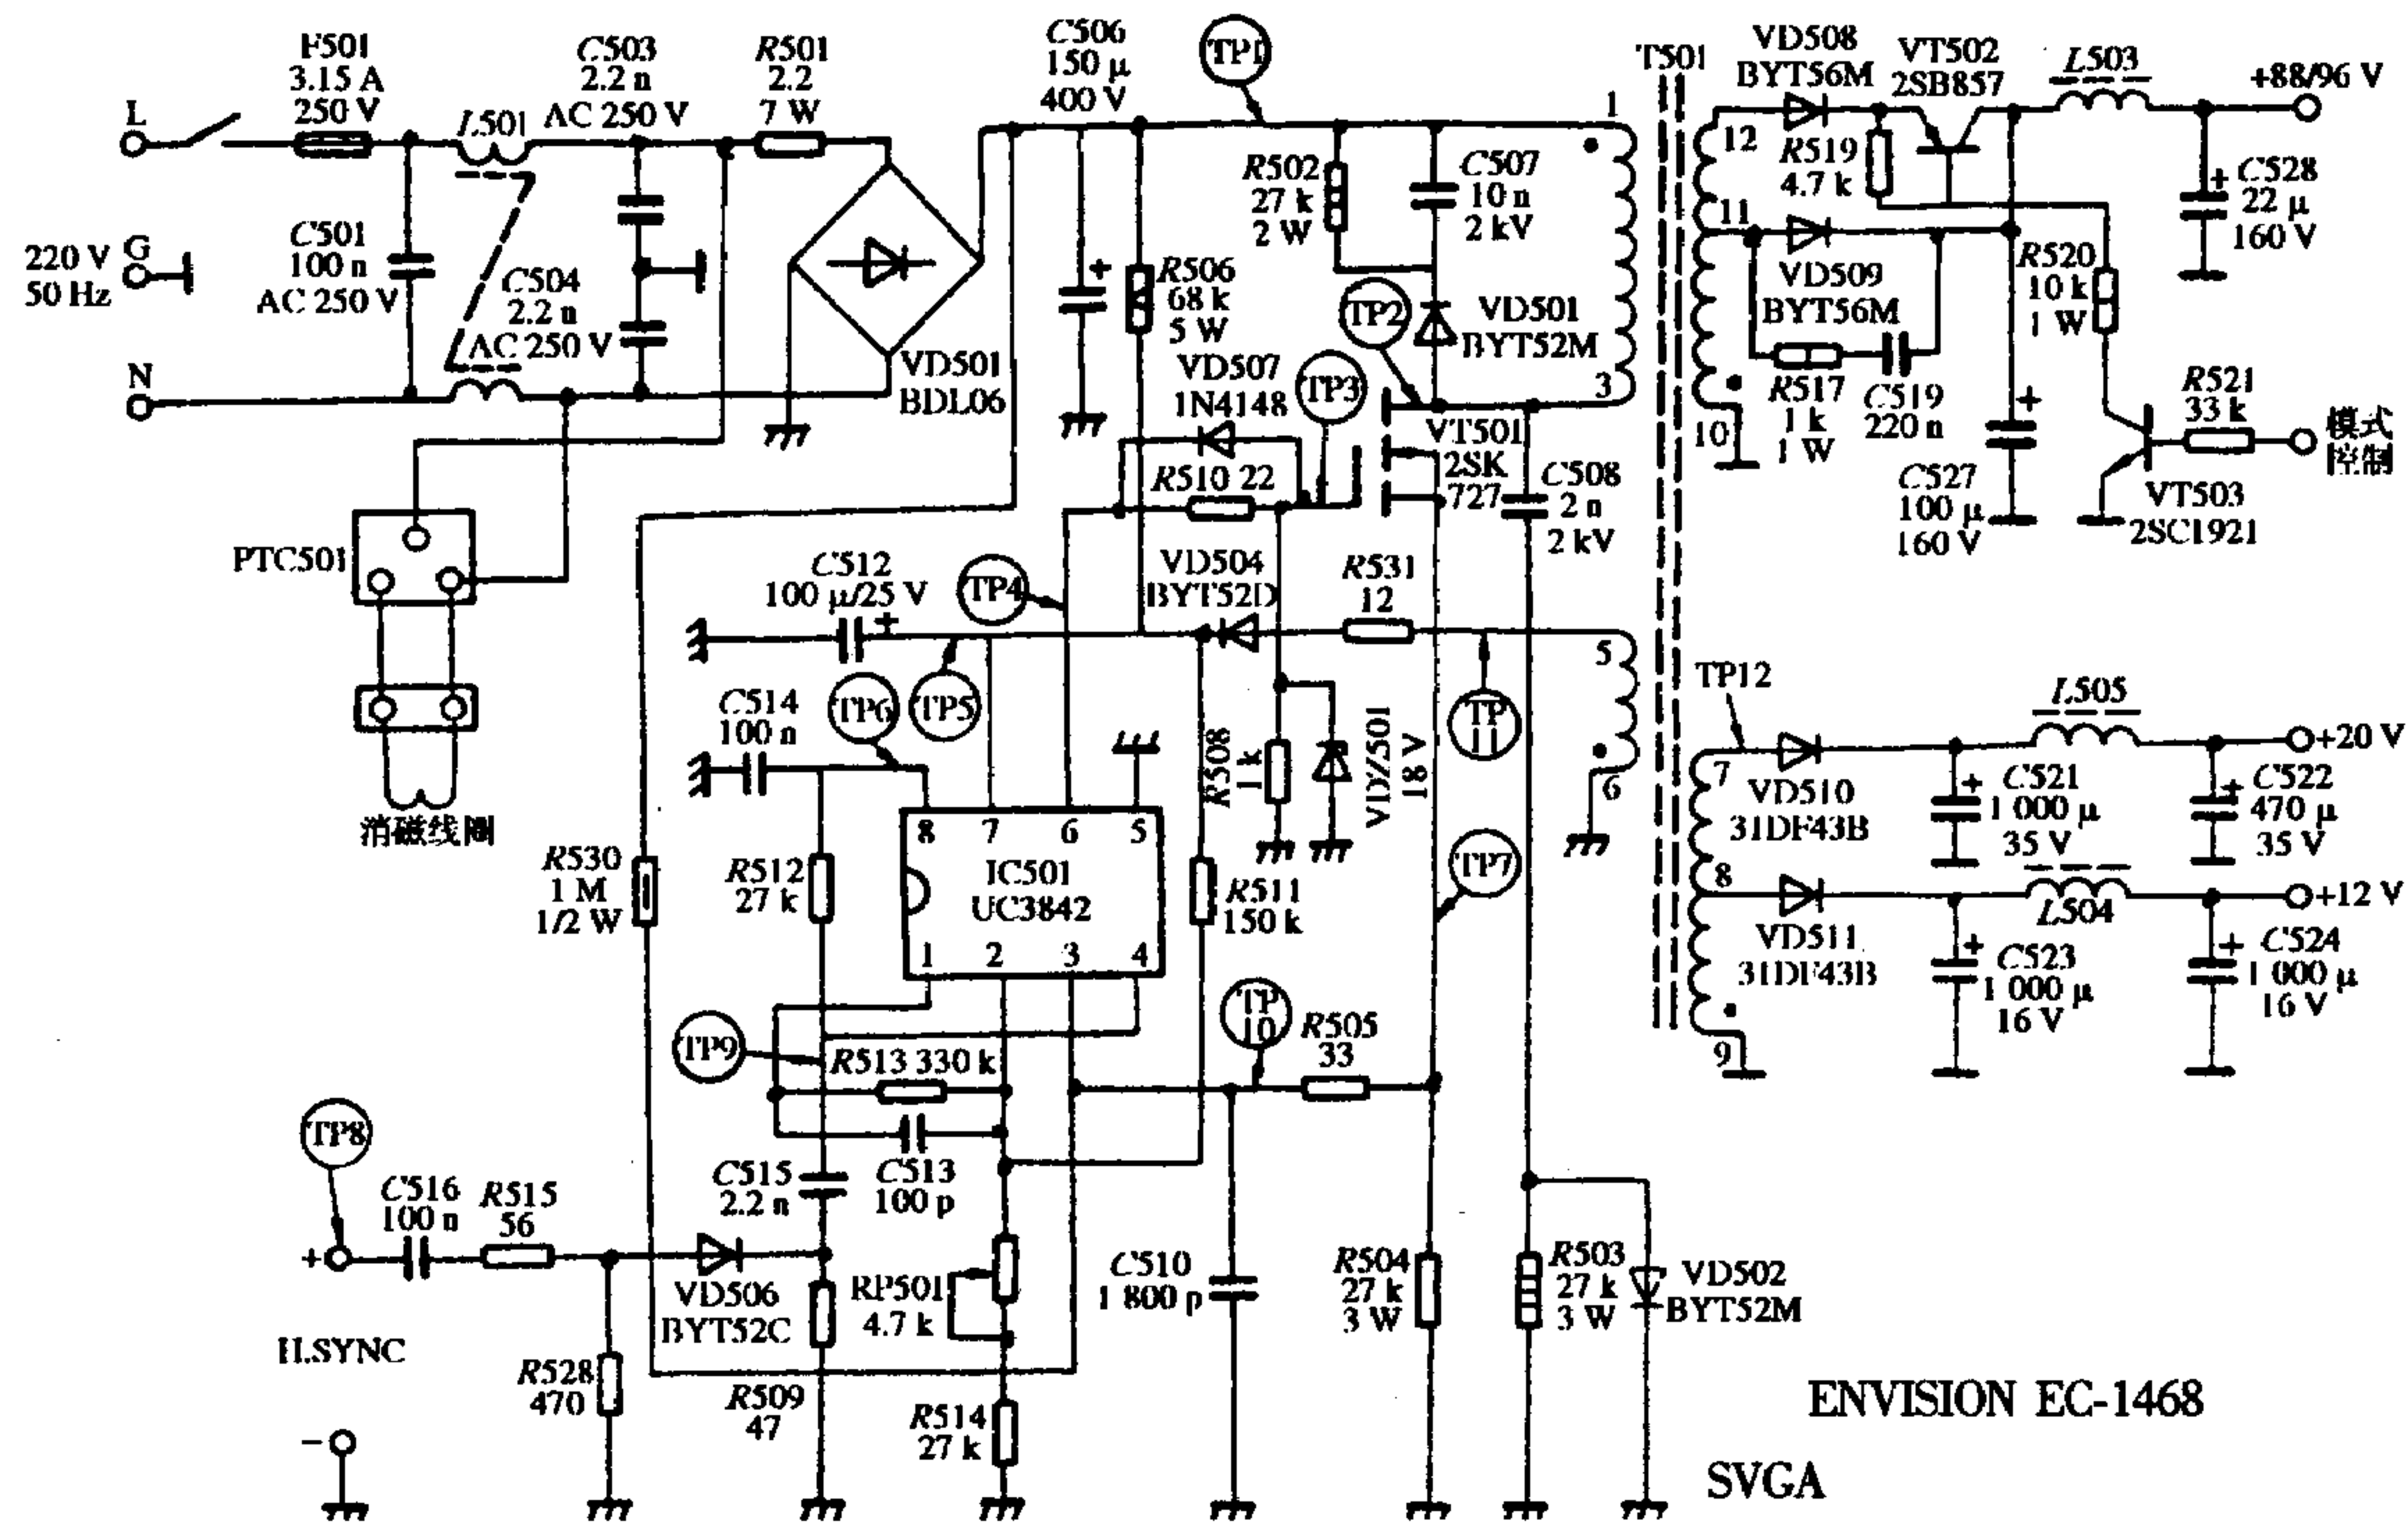 F501
3.15 A
250 V
L
L501
C503
2.2 n
AC 250 V
R501
2.2
7 W
C506
150 μ
400 V
TP1
T501
1
VD508
BYT56M
VT502
2SB857
L503
+88/96 V
12
R519
4.7 k
C528
22 μ
160 V
220 V
50 Hz
G
C501
100 n
AC 250 V
C504
2.2 n
AC 250 V
R502
27 k
2 W
C507
10 n
2 kV
11
VD509
BYT56M
R520
10 k
1 W
+
R506
68 k
5 W
TP2
VD501
BYT52M
3
N
VD501
BDL06
VD507
1N4148
TP3
R517
1 k
1 W
C519
220 n
10
R521
33 k
模式
控制
VT501
2SK
727
R510 22
C508
2 n
2 kV
C527
100 μ
160 V
+
VT503
2SC1921
PTC501
C512
100 μ/25 V
+
TP4
VD504
BYT52D
R531
12
5
TP6
TP5
TP
11
6
C514
100 n
R508
1 k
VDZ501
18 V
TP12
L505
+20 V
7
VD510
31DF43B
+
C521
1 000 μ
35 V
+
C522
470 μ
35 V
消磁线圈
8
7
6
5
IC501
UC3842
1
2
3
4
R530
1 M
1/2 W
R512
27 k
R511
150 k
TP7
8
VD511
31DF43B
L504
+12 V
+
C523
1 000 μ
16 V
+
C524
1 000 μ
16 V
9
TP9
R513 330 k
TP
10
R505
33
TP8
C516
100 n
R515
56
C515
2.2 n
C513
100 p
+
VD506
BYT52C
RP501
4.7 k
C510
1 800 p
R504
27 k
3 W
R503
27 k
3 W
VD502
BYT52M
H.SYNC
R528
470
R509
47
R514
27 k
−
ENVISION EC-1468
SVGA